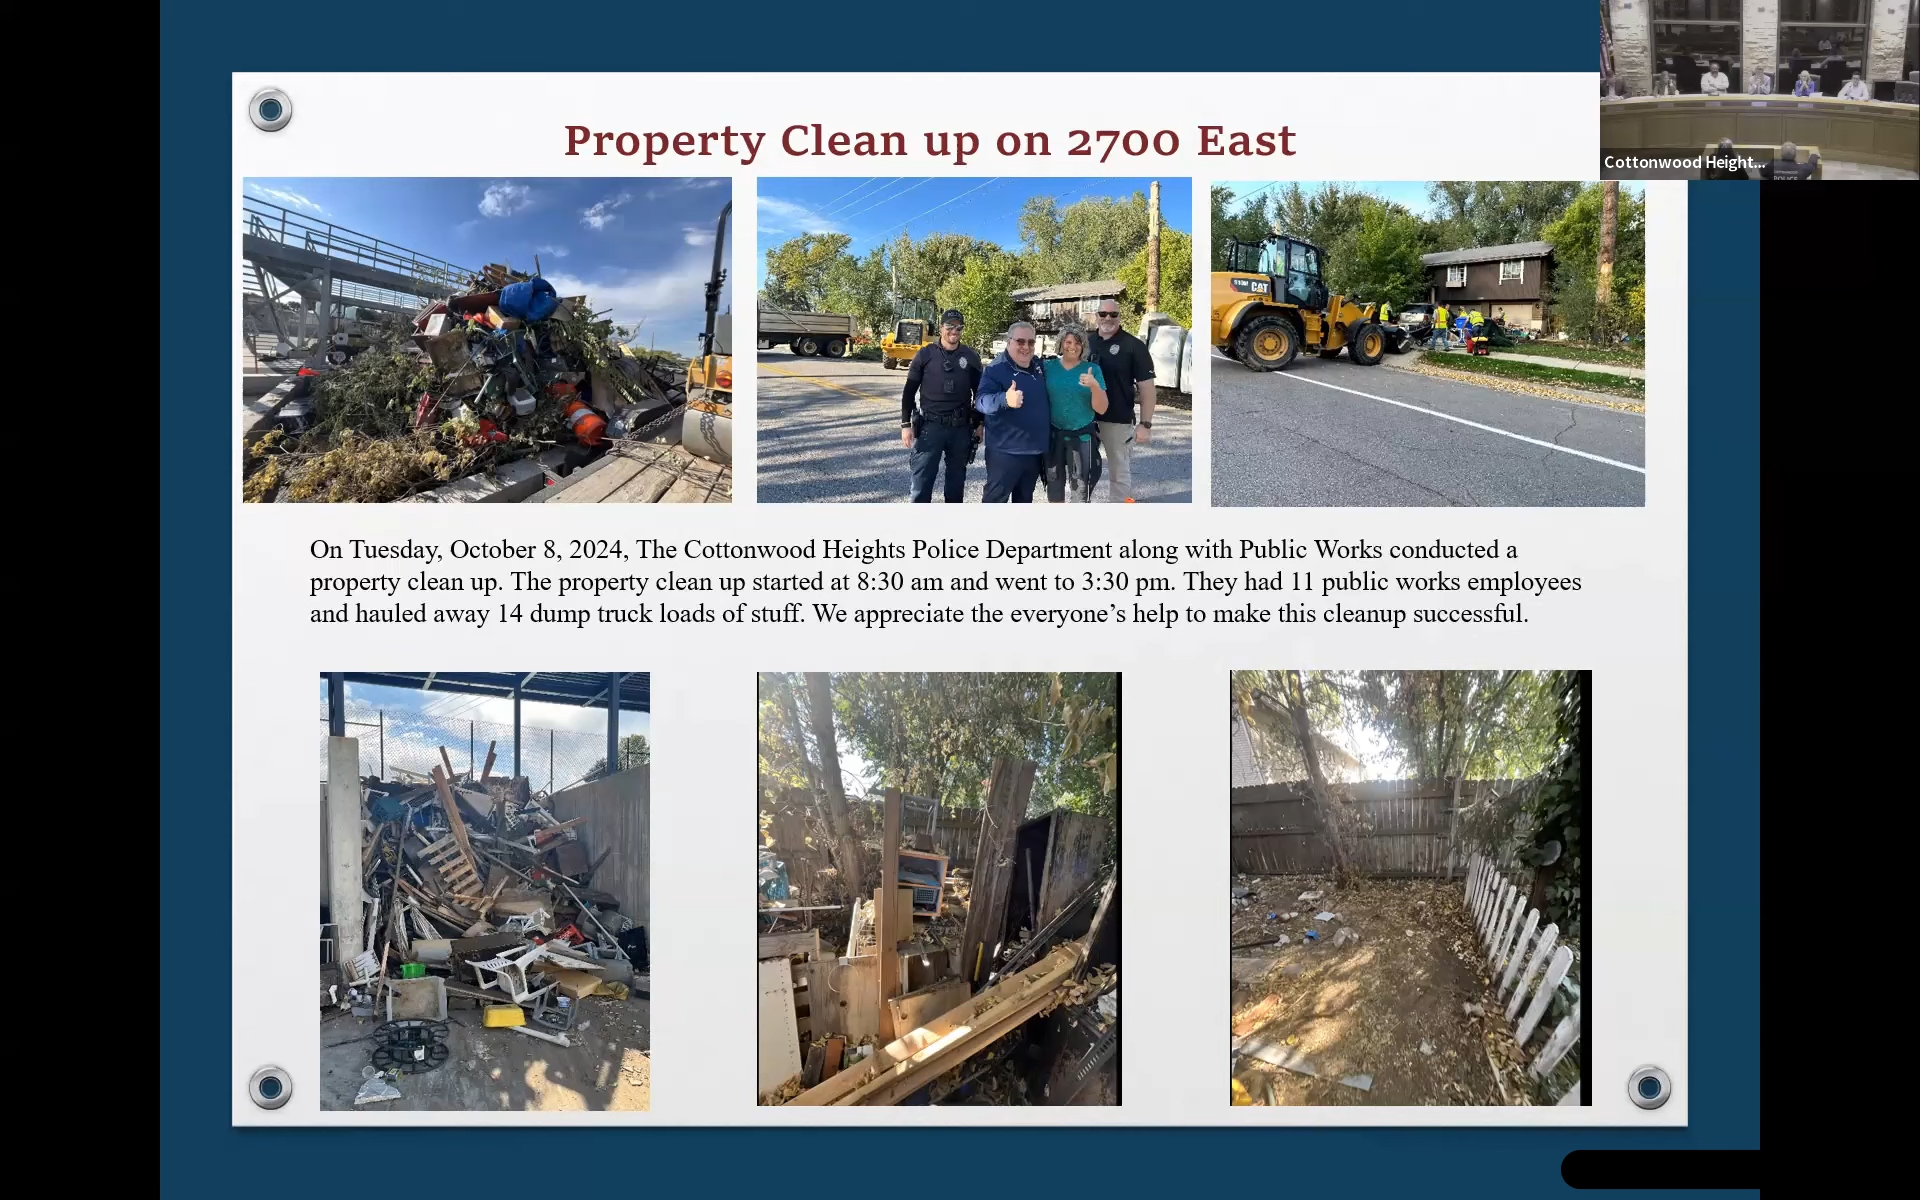 Property Clean up on 2700 East
Cottonwood Height...
POLICE
CAT
On Tuesday, October 8, 2024, The Cottonwood Heights Police Department along with Public Works conducted a
property clean up. The property clean up started at 8:30 am and went to 3:30 pm. They had 11 public works employees
and hauled away 14 dump truck loads of stuff. We appreciate the everyone’s help to make this cleanup successful.